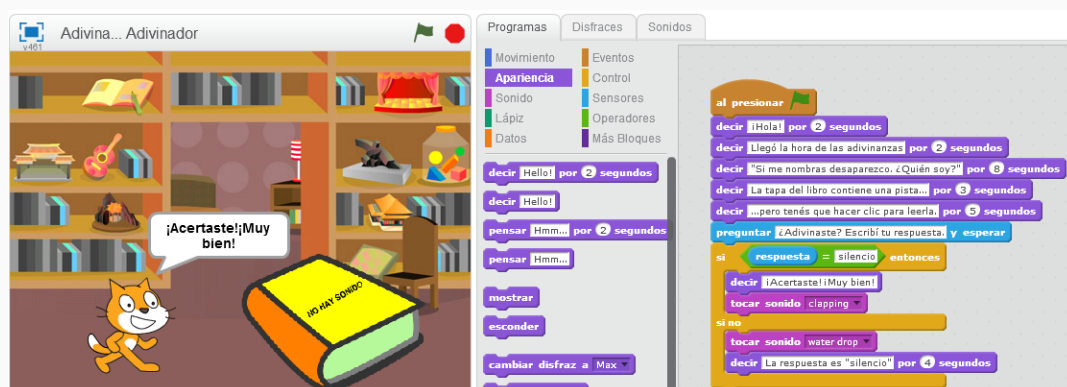 v461
Adivina... Adivinador
¡Acertaste!¡Muy
bien!
NO HAY SONIDO
Programas
Disfraces
Sonidos
Movimiento
Eventos
Apariencia
Control
Sonido
Sensores
Lápiz
Operadores
Datos
Más Bloques
decir Hello! por 2 segundos
decir Hello!
pensar Hmm... por 2 segundos
pensar Hmm...
mostrar
esconder
cambiar disfraz a Max
al presionar
decir ¡Hola! por 2 segundos
decir Llegó la hora de las adivinanzas por 2 segundos
decir "Si me nombras desaparezco. ¿Quién soy?" por 8 segundos
decir La tapa del libro contiene una pista... por 3 segundos
decir ...pero tenés que hacer clic para leerla. por 5 segundos
preguntar ¿Adivinaste? Escribí tu respuesta. y esperar
si respuesta = silencio entonces
decir ¡Acertaste! ¡Muy bien!
tocar sonido clapping
si no
tocar sonido water drop
decir La respuesta es "silencio" por 4 segundos